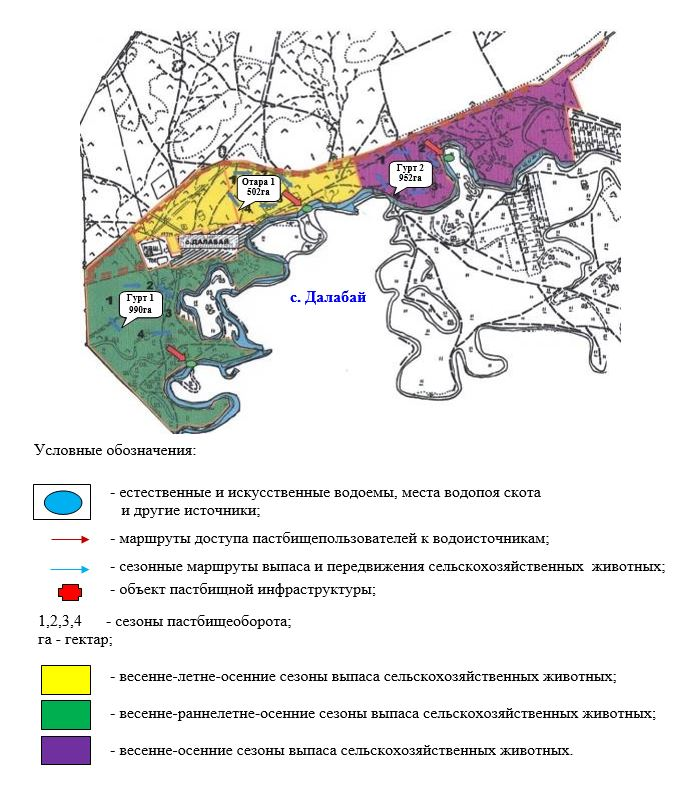 Отара 1
502га
Гурт 2
952га
1
4
с.ДАЛАБАЙ
с. Далабай
Гурт 1
990га
1
2
3
4
Условные обозначения:
- естественные и искусственные водоемы, места водопоя скота
и другие источники;
- маршруты доступа пастбищепользователей к водоисточникам;
- сезонные маршруты выпаса и передвижения сельскохозяйственных животных;
- объект пастбищной инфраструктуры;
1,2,3,4 - сезоны пастбищеоборота;
га - гектар;
- весенне-летне-осенние сезоны выпаса сельскохозяйственных животных;
- весенне-раннелетне-осенние сезоны выпаса сельскохозяйственных животных;
- весенне-осенние сезоны выпаса сельскохозяйственных животных.